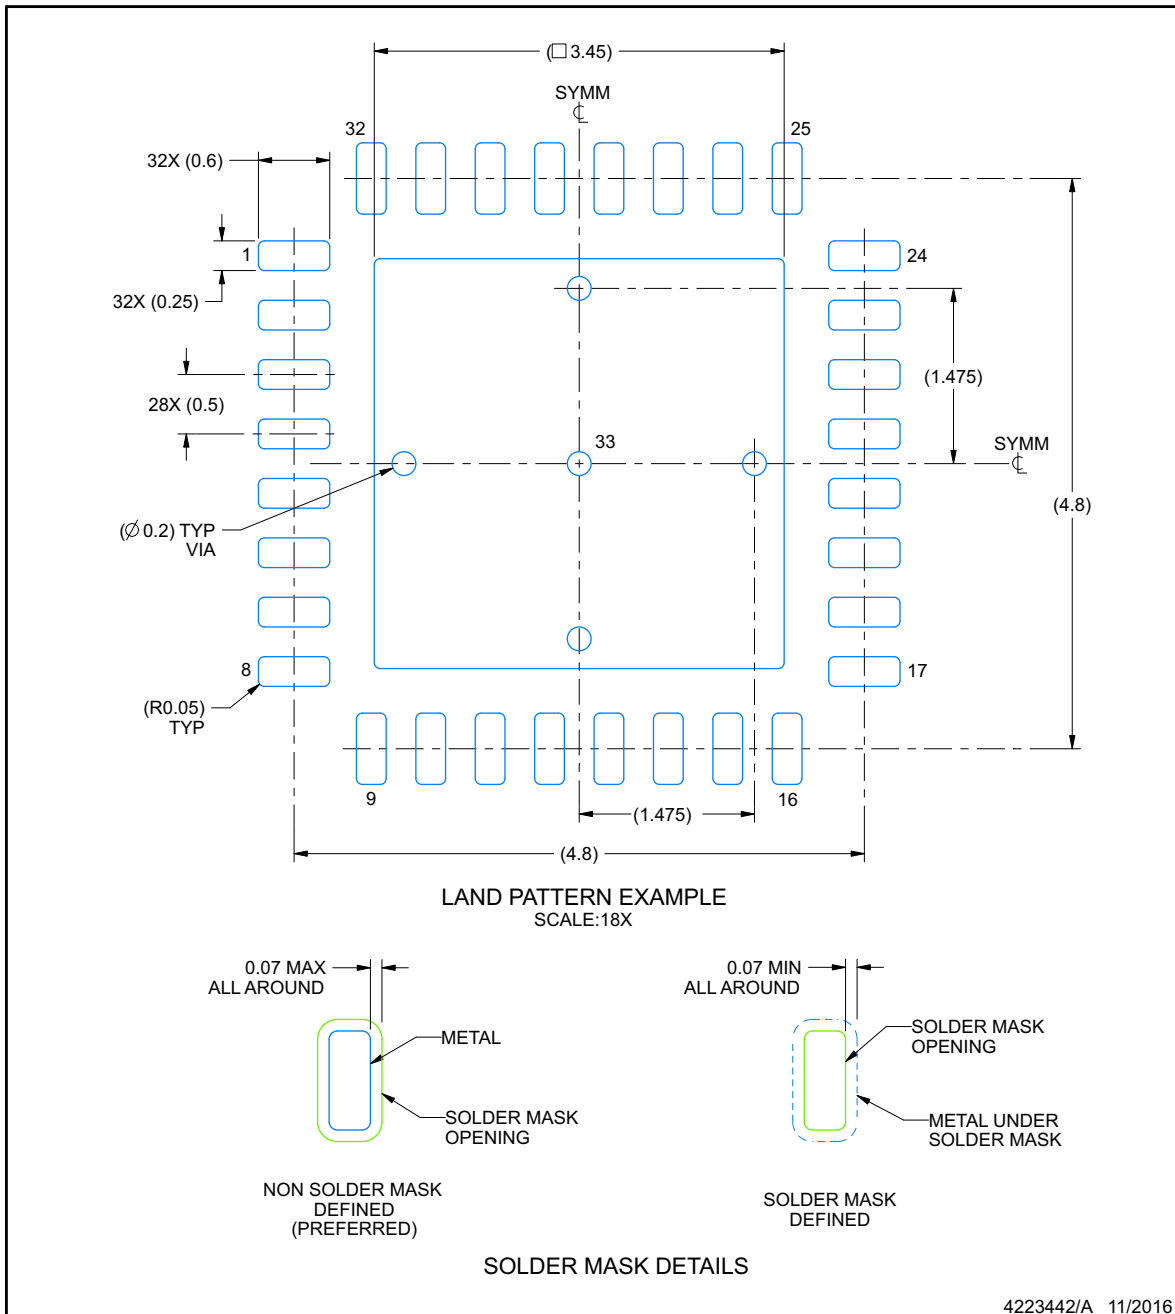 (□ 3.45)
SYMM
℄
32
25
32X (0.6)
1
24
32X (0.25)
(1.475)
28X (0.5)
33
SYMM
℄
(4.8)
(∅ 0.2) TYP
VIA
8
17
(R0.05)
TYP
9
16
(1.475)
(4.8)
LAND PATTERN EXAMPLE
SCALE:18X
0.07 MAX
ALL AROUND
METAL
SOLDER MASK
OPENING
NON SOLDER MASK
DEFINED
(PREFERRED)
0.07 MIN
ALL AROUND
SOLDER MASK
OPENING
METAL UNDER
SOLDER MASK
SOLDER MASK
DEFINED
SOLDER MASK DETAILS
4223442/A 11/2016